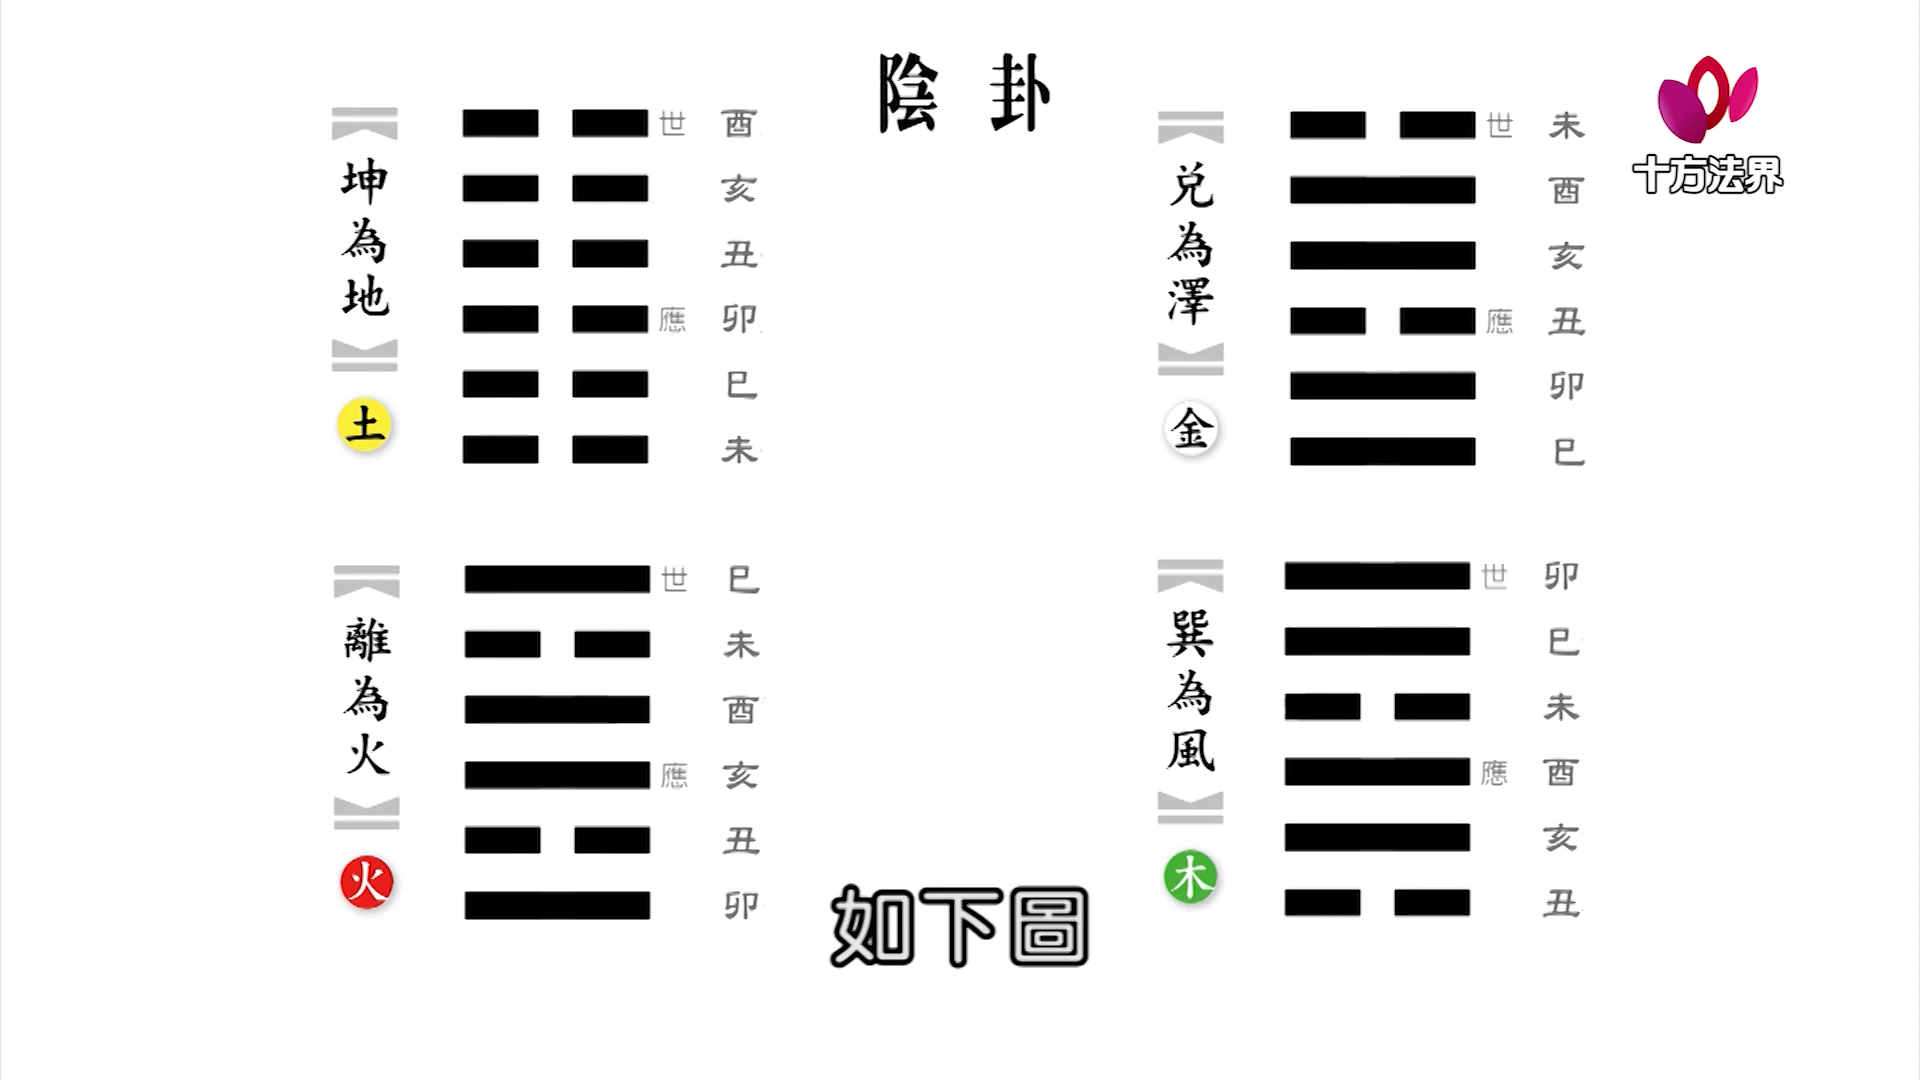 陰卦
十方法界
坤為地
土
世 酉
亥
丑
應 卯
巳
未
兌為澤
金
世 未
酉
亥
應 丑
卯
巳
離為火
火
世 巳
未
酉
應 亥
丑
卯
巽為風
木
世 卯
巳
未
應 酉
亥
丑
如下圖